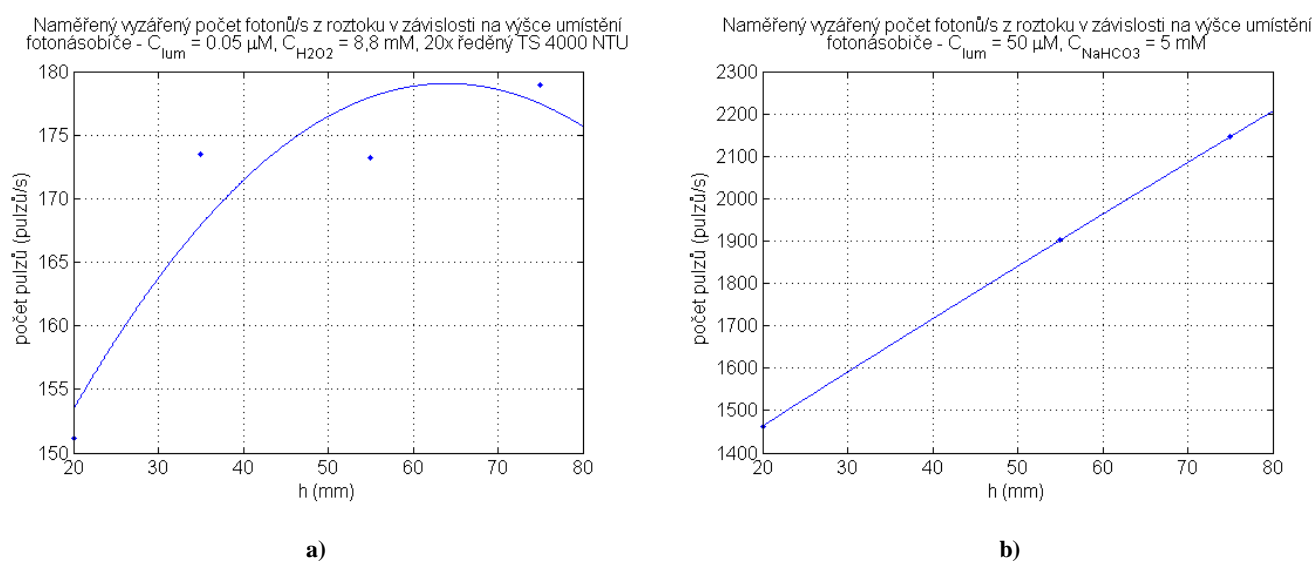 Naměřený vyzářený počet fotonů/s z roztoku v závislosti na výšce umístění
fotonásobiče - C_lum = 0.05 µM, C_H2O2 = 8,8 mM, 20x ředěný TS 4000 NTU
180
175
170
165
160
155
150
počet pulzů (pulzů/s)
20 30 40 50 60 70 80
h (mm)
a)
Naměřený vyzářený počet fotonů/s z roztoku v závislosti na výšce umístění
fotonásobiče - C_lum = 50 µM, C_NaHCO3 = 5 mM
2300
2200
2100
2000
1900
1800
1700
1600
1500
1400
počet pulzů (pulzů/s)
20 30 40 50 60 70 80
h (mm)
b)